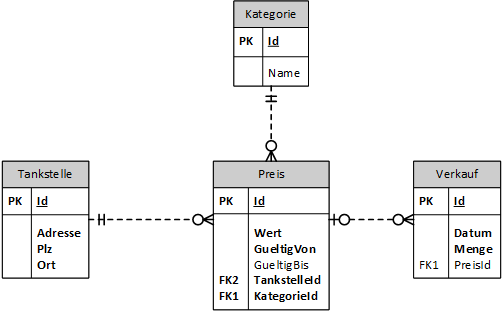 Kategorie
PK Id
Name
Tankstelle
PK Id
Adresse
Plz
Ort
Preis
PK Id
Wert
GueltigVon
GueltigBis
FK2 TankstelleId
FK1 KategorieId
Verkauf
PK Id
Datum
Menge
FK1 PreisId